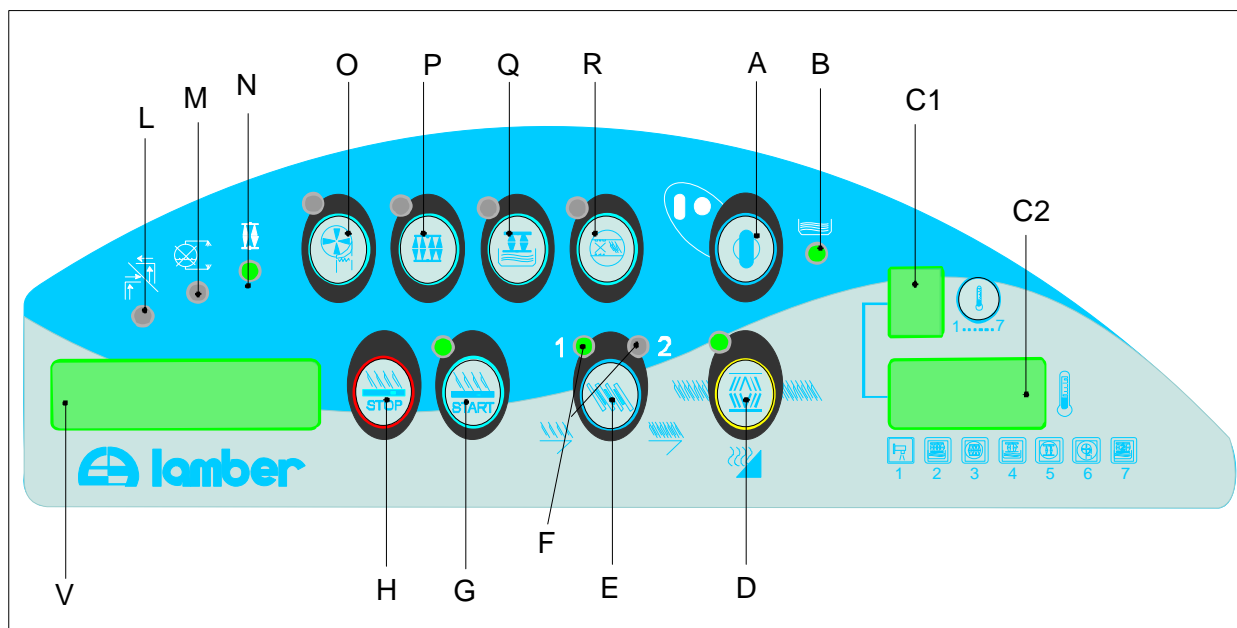 O P Q R A B
N
M
L
C1
C2
1......7
1 2
STOP
START
lamber
1 2 3 4 5 6 7
F
V H G E D